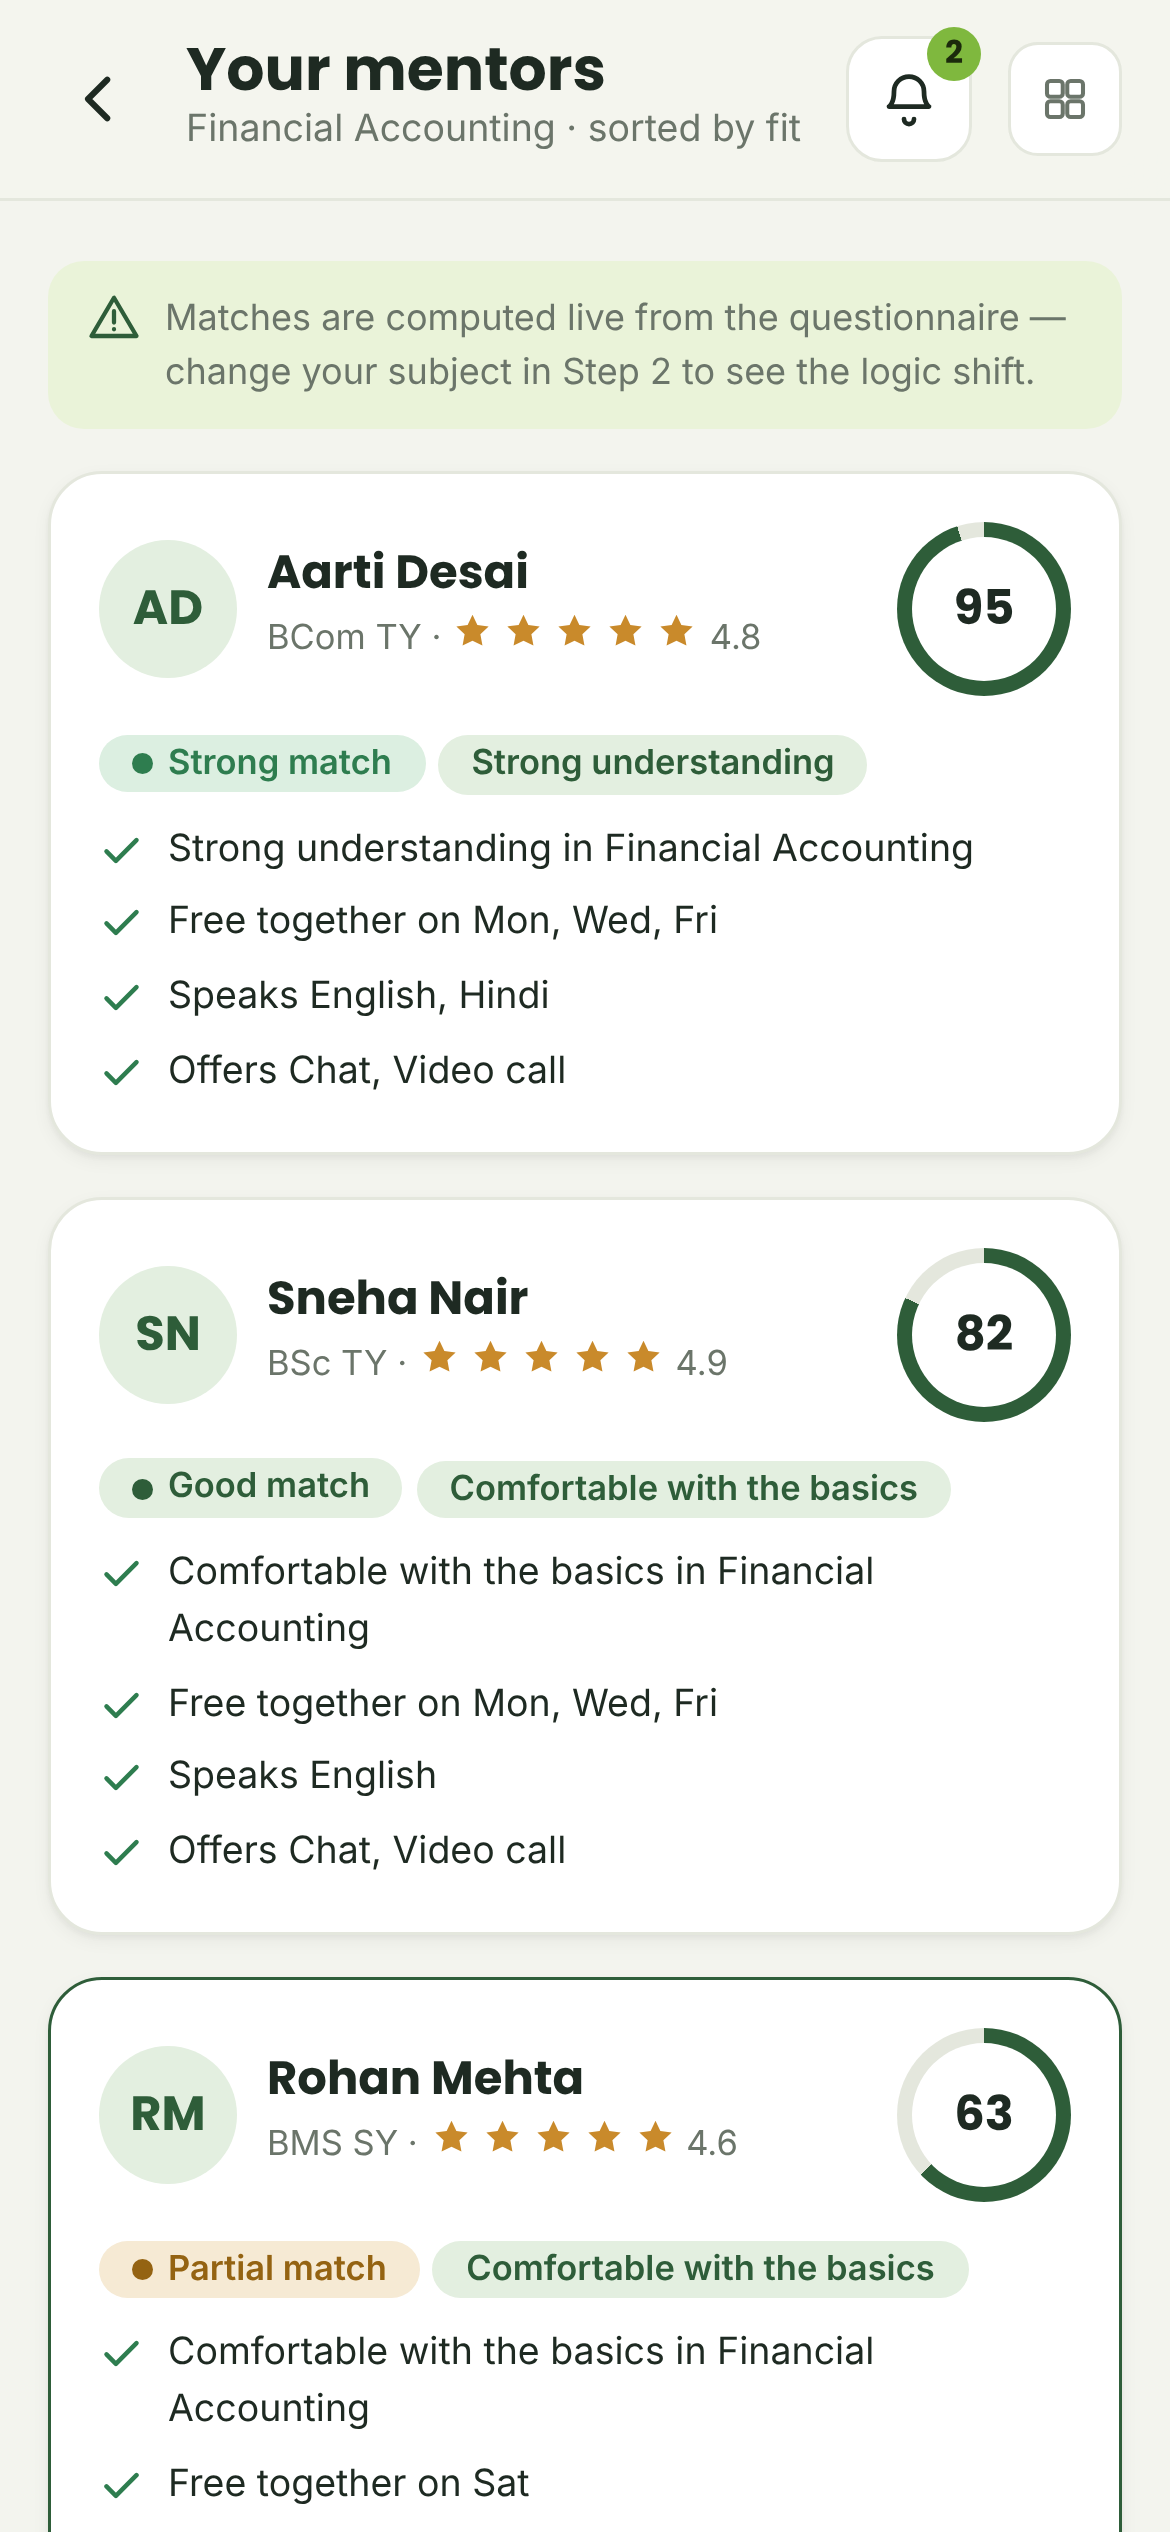 Your mentors
Financial Accounting · sorted by fit
2
Matches are computed live from the questionnaire —
change your subject in Step 2 to see the logic shift.
AD
Aarti Desai
BCom TY · ★ ★ ★ ★ ★ 4.8
95
Strong match
Strong understanding
Strong understanding in Financial Accounting
Free together on Mon, Wed, Fri
Speaks English, Hindi
Offers Chat, Video call
SN
Sneha Nair
BSc TY · ★ ★ ★ ★ ★ 4.9
82
Good match
Comfortable with the basics
Comfortable with the basics in Financial
Accounting
Free together on Mon, Wed, Fri
Speaks English
Offers Chat, Video call
RM
Rohan Mehta
BMS SY · ★ ★ ★ ★ ★ 4.6
63
Partial match
Comfortable with the basics
Comfortable with the basics in Financial
Accounting
Free together on Sat